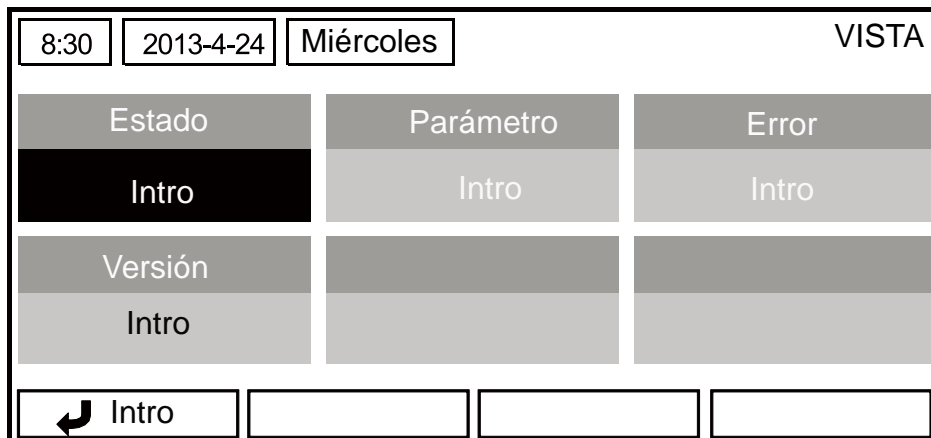 8:30 2013-4-24 Miércoles VISTA
Estado Parámetro Error
Intro Intro Intro
Versión
Intro
Intro